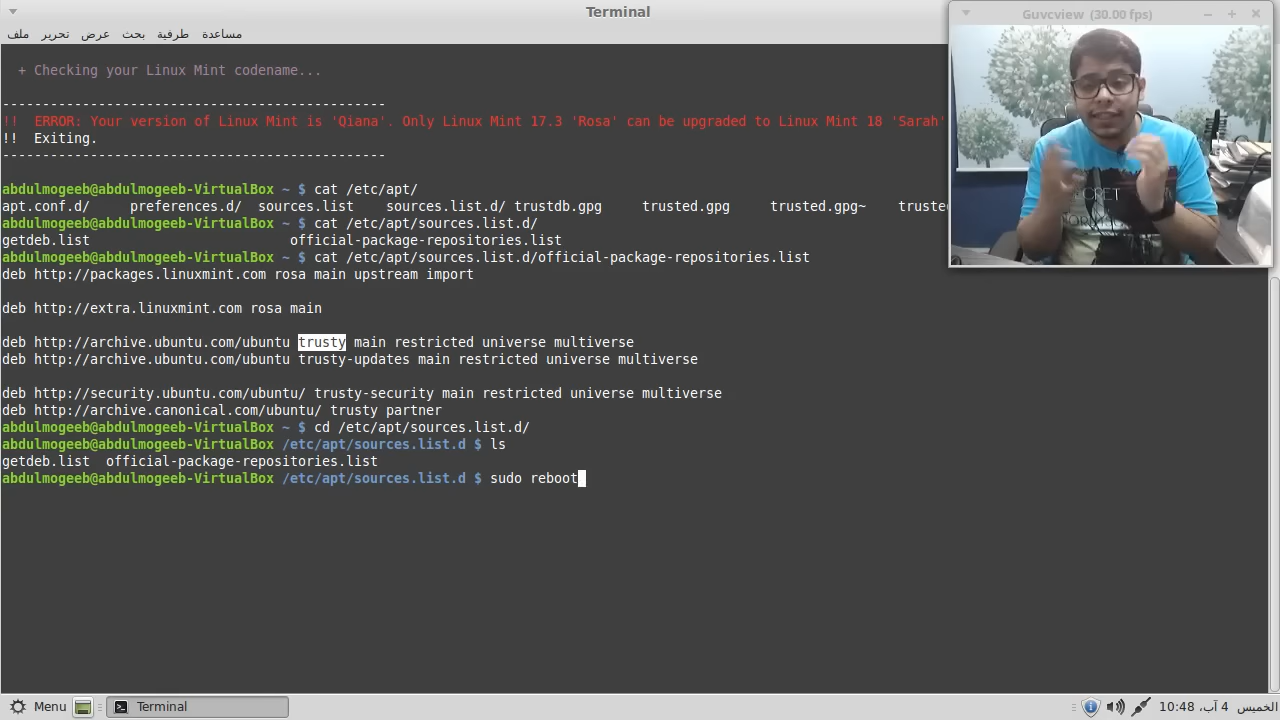 Terminal
Guvcview (30.00 fps)
ملف تحرير عرض بحث طرفية مساعدة
+ Checking your Linux Mint codename...
------------------------------------------------
!! ERROR: Your version of Linux Mint is 'Qiana'. Only Linux Mint 17.3 'Rosa' can be upgraded to Linux Mint 18 'Sarah'
!! Exiting.
------------------------------------------------
abdulmogeeb@abdulmogeeb-VirtualBox ~ $ cat /etc/apt/
apt.conf.d/ preferences.d/ sources.list sources.list.d/ trustdb.gpg trusted.gpg trusted.gpg~ trusted
abdulmogeeb@abdulmogeeb-VirtualBox ~ $ cat /etc/apt/sources.list.d/
getdeb.list official-package-repositories.list
abdulmogeeb@abdulmogeeb-VirtualBox ~ $ cat /etc/apt/sources.list.d/official-package-repositories.list
deb http://packages.linuxmint.com rosa main upstream import
deb http://extra.linuxmint.com rosa main
deb http://archive.ubuntu.com/ubuntu trusty main restricted universe multiverse
deb http://archive.ubuntu.com/ubuntu trusty-updates main restricted universe multiverse
deb http://security.ubuntu.com/ubuntu/ trusty-security main restricted universe multiverse
deb http://archive.canonical.com/ubuntu/ trusty partner
abdulmogeeb@abdulmogeeb-VirtualBox ~ $ cd /etc/apt/sources.list.d/
abdulmogeeb@abdulmogeeb-VirtualBox /etc/apt/sources.list.d $ ls
getdeb.list official-package-repositories.list
abdulmogeeb@abdulmogeeb-VirtualBox /etc/apt/sources.list.d $ sudo reboot
Menu
Terminal
الخميس 4 آب، 10:48